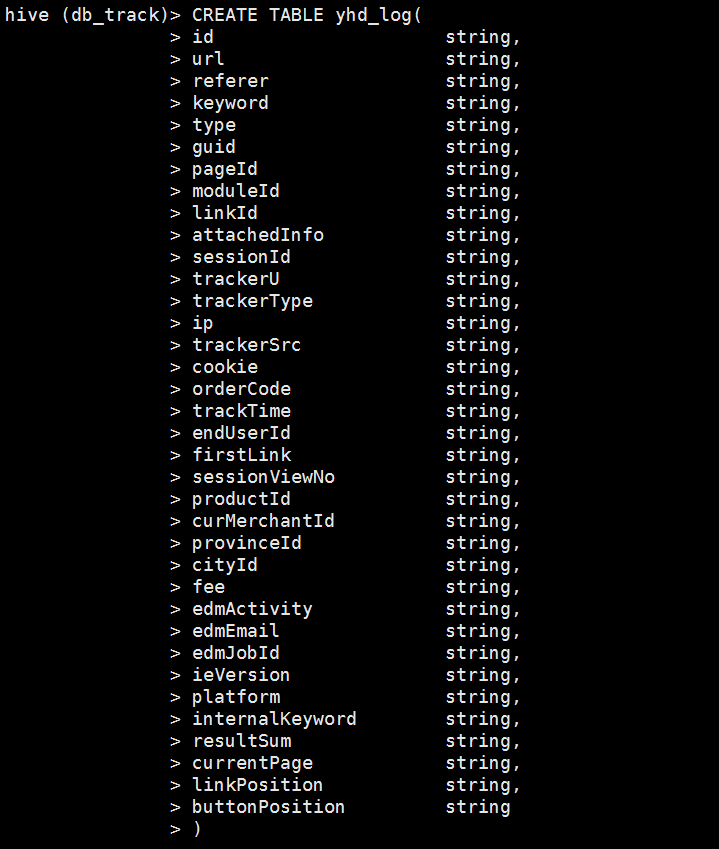 hive (db_track)> CREATE TABLE yhd_log(
> id string,
> url string,
> referer string,
> keyword string,
> type string,
> guid string,
> pageId string,
> moduleId string,
> linkId string,
> attachedInfo string,
> sessionId string,
> trackerU string,
> trackerType string,
> ip string,
> trackerSrc string,
> cookie string,
> orderCode string,
> trackTime string,
> endUserId string,
> firstLink string,
> sessionViewNo string,
> productId string,
> curMerchantId string,
> provinceId string,
> cityId string,
> fee string,
> edmActivity string,
> edmEmail string,
> edmJobId string,
> ieVersion string,
> platform string,
> internalKeyword string,
> resultSum string,
> currentPage string,
> linkPosition string,
> buttonPosition string
> )